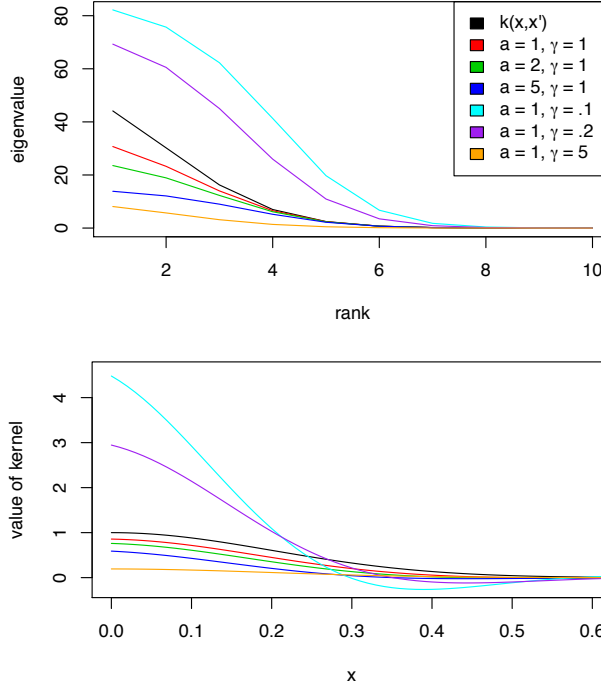 80
60
40
20
0
eigenvalue
k(x,x')
a = 1, γ = 1
a = 2, γ = 1
a = 5, γ = 1
a = 1, γ = .1
a = 1, γ = .2
a = 1, γ = 5
2 4 6 8 10
rank
4
3
2
1
0
value of kernel
0.0 0.1 0.2 0.3 0.4 0.5 0.6
x